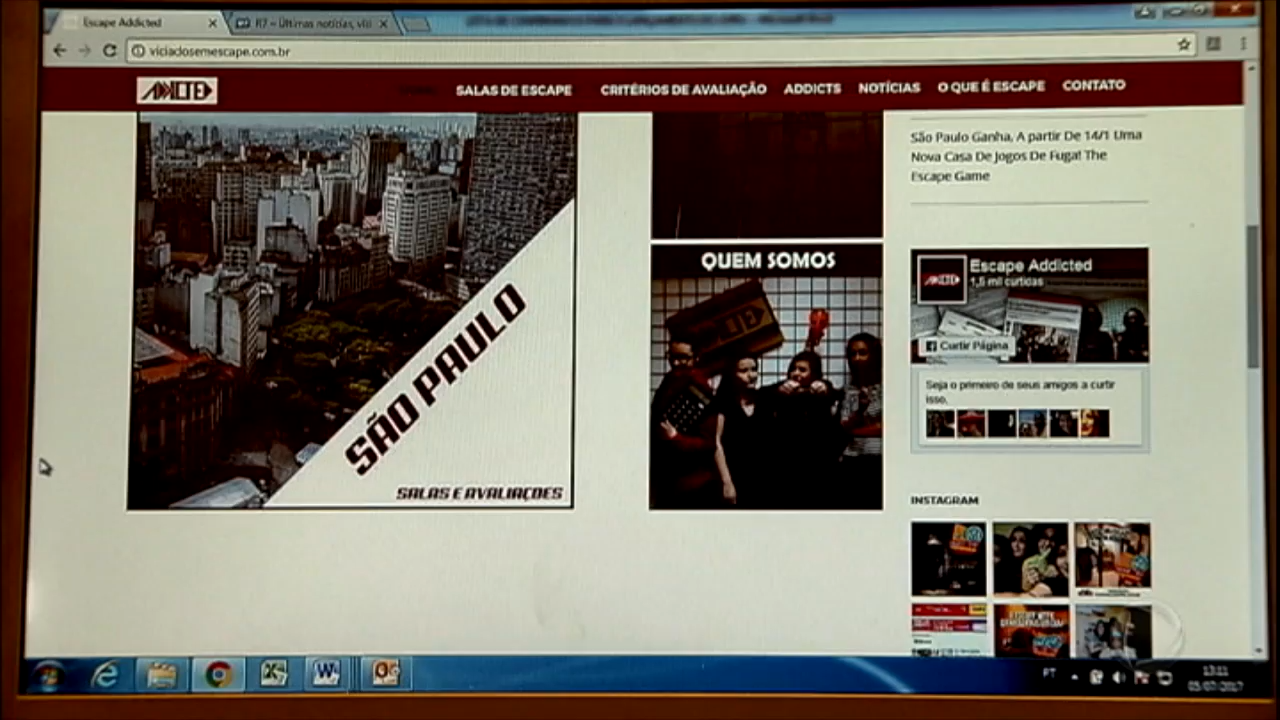 Escape Addicted
R7 – Últimas notícias, víd
viciadosemescape.com.br
SALAS DE ESCAPE
CRITÉRIOS DE AVALIAÇÃO
ADDICTS
NOTÍCIAS
O QUE É ESCAPE
CONTATO
São Paulo Ganha, A partir De 14/1 Uma
Nova Casa De Jogos De Fuga! The
Escape Game
SÃO PAULO
SALAS E AVALIAÇÕES
QUEM SOMOS
Escape Addicted
1,5 mil curtidas
Curtir Página
Seja o primeiro de seus amigos a curtir
isso.
INSTAGRAM
PT
13:11
05/07/2017